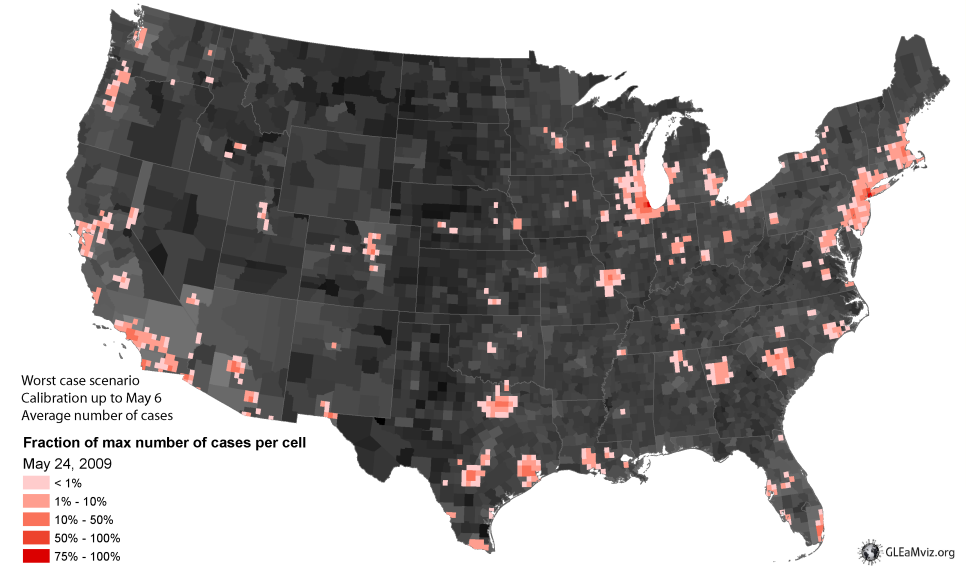 Worst case scenario
Calibration up to May 6
Average number of cases
Fraction of max number of cases per cell
May 24, 2009
< 1%
1% - 10%
10% - 50%
50% - 100%
75% - 100%
GLEaMviz.org